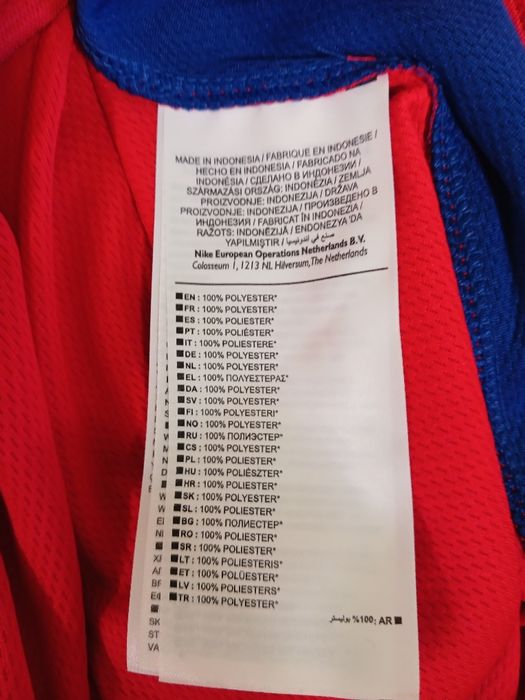 MADE IN INDONESIA / FABRIQUE EN INDONESIE /
HECHO EN INDONESIA / FABRICADO NA
INDONÉSIA / СДЕЛАНО В ИНДОНЕЗИИ /
SZÁRMAZÁSI ORSZÁG: INDONÉZIA / ZEMLJA
PROIZVODNJE: INDONEZIJA / DRŽAVA
PROIZVODNJE: INDONEZIJA / ПРОИЗВЕДЕНО В
ИНДОНЕЗИЯ / FABRICAT ÎN INDONEZIA /
RAŽOTS: INDONĒZIJĀ / ENDONEZYA 'DA
YAPILMIŞTIR / صنع في أندونيسيا
Nike European Operations Netherlands B.V.
Colosseum 1, 1213 NL Hilversum, The Netherlands
EN : 100% POLYESTER*
FR : 100% POLYESTER*
ES : 100% POLIÉSTER*
PT : 100% POLIÉSTER*
IT : 100% POLIESTERE*
DE : 100% POLYESTER*
NL : 100% POLYESTER*
EL : 100% ΠΟΛΥΕΣΤΕΡΑΣ*
DA : 100% POLYESTER*
SV : 100% POLYESTER*
FI : 100% POLYESTERI*
NO : 100% POLYESTER*
RU : 100% ПОЛИЭСТЕР*
CS : 100% POLYESTER*
PL : 100% POLIESTER*
HU : 100% POLIÉSZTER*
HR : 100% POLIESTER*
SK : 100% POLYESTER*
SL : 100% POLIESTER*
BG : 100% ПОЛИЕСТЕР*
RO : 100% POLIESTER*
SR : 100% POLIESTER*
LT : 100% POLIESTERIS*
ET : 100% POLÜESTER*
LV : 100% POLIESTERS*
TR : 100% POLYESTER*
AR : 100% بوليستر
SK
ST
VA